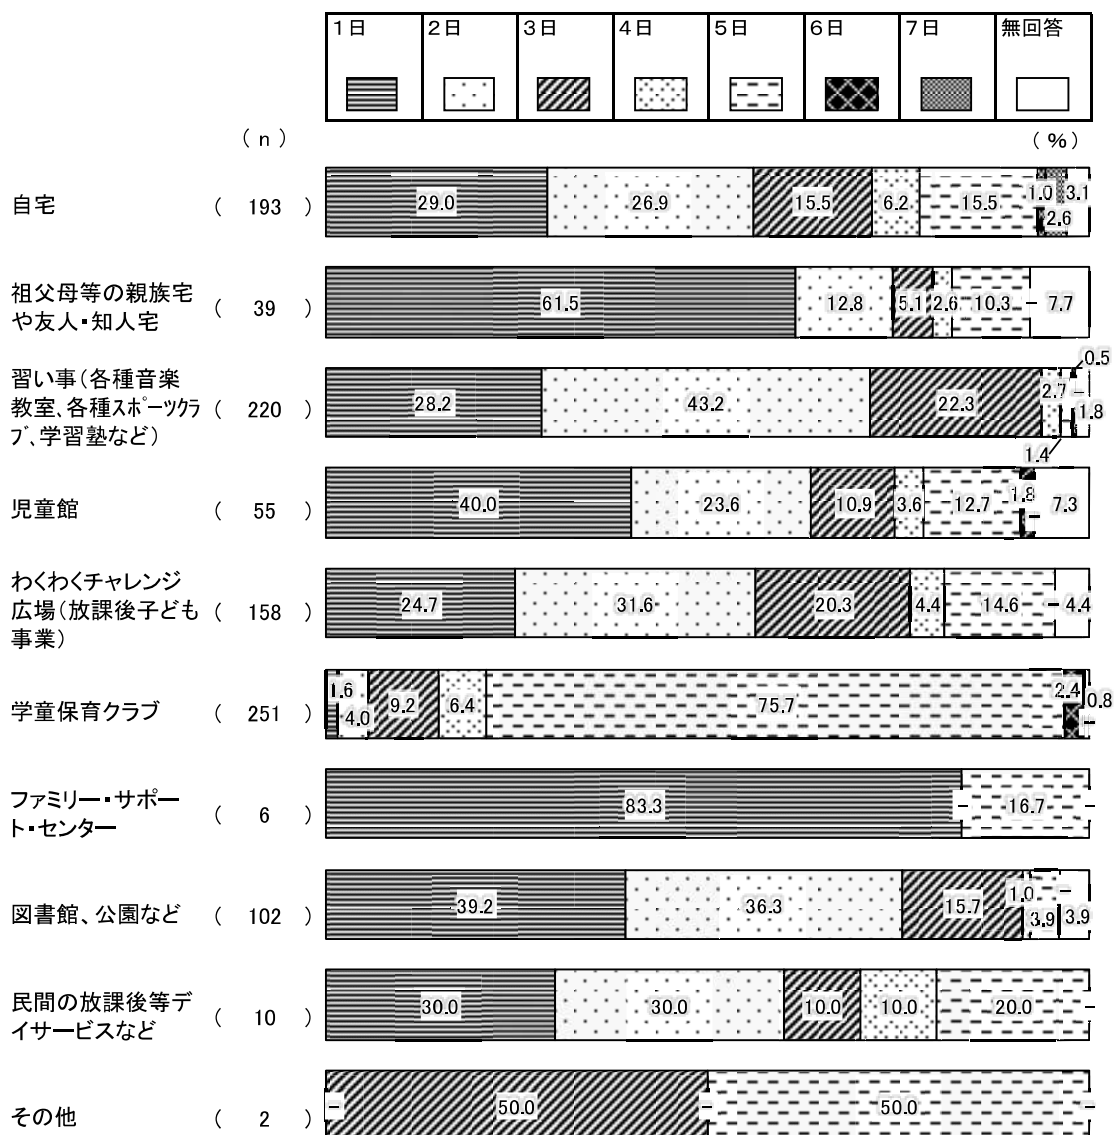 1日 2日 3日 4日 5日 6日 7日 無回答
(n) (%)
自宅 ( 193 ) 29.0 26.9 15.5 6.2 15.5 1.0 2.6 3.1
祖父母等の親族宅
や友人・知人宅 ( 39 ) 61.5 12.8 5.1 2.6 10.3 - 7.7
習い事(各種音楽
教室、各種スポーツクラ
ブ、学習塾など) ( 220 ) 28.2 43.2 22.3 2.7 1.4 0.5 - 1.8
児童館 ( 55 ) 40.0 23.6 10.9 3.6 12.7 1.8 - 7.3
わくわくチャレンジ
広場(放課後子ども
事業) ( 158 ) 24.7 31.6 20.3 4.4 14.6 - 4.4
学童保育クラブ ( 251 ) 1.6 4.0 9.2 6.4 75.7 2.4 - 0.8
ファミリー・サポー
ト・センター ( 6 ) 83.3 - 16.7 -
図書館、公園など ( 102 ) 39.2 36.3 15.7 1.0 3.9 - 3.9
民間の放課後等デ
イサービスなど ( 10 ) 30.0 30.0 10.0 10.0 20.0 -
その他 ( 2 ) - 50.0 - 50.0 -